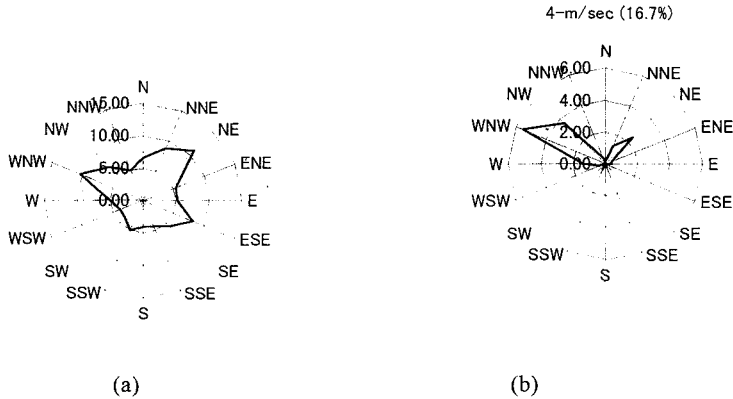 4-m/sec (16.7%)
N
NNW
15.00
NNE
NW
10.00
NE
WNW
5.00
ENE
W
0.00
E
WSW
ESE
SW
SE
SSW
SSE
S
(a)
N
NNW
6.00
NNE
NW
4.00
NE
WNW
2.00
ENE
W
0.00
E
WSW
ESE
SW
SE
SSW
SSE
S
(b)